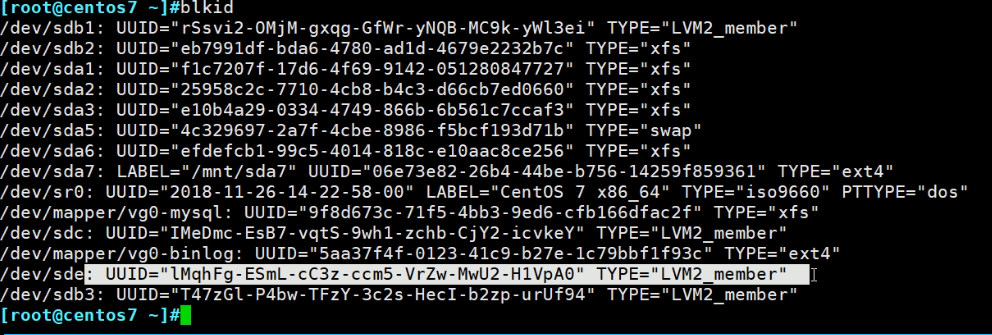 [root@centos7 ~]#blkid
/dev/sdb1: UUID="rSsvi2-OMjM-gxqg-GfWr-yNQB-MC9k-yWl3ei" TYPE="LVM2_member"
/dev/sdb2: UUID="eb7991df-bda6-4780-ad1d-4679e2232b7c" TYPE="xfs"
/dev/sda1: UUID="f1c7207f-17d6-4f69-9142-051280847727" TYPE="xfs"
/dev/sda2: UUID="25958c2c-7710-4cb8-b4c3-d66cb7ed0660" TYPE="xfs"
/dev/sda3: UUID="e10b4a29-0334-4749-866b-6b561c7ccaf3" TYPE="xfs"
/dev/sda5: UUID="4c329697-2a7f-4cbe-8986-f5bcf193d71b" TYPE="swap"
/dev/sda6: UUID="efdefcb1-99c5-4014-818c-e10aac8ce256" TYPE="xfs"
/dev/sda7: LABEL="/mnt/sda7" UUID="06e73e82-26b4-44be-b756-14259f859361" TYPE="ext4"
/dev/sr0: UUID="2018-11-26-14-22-58-00" LABEL="CentOS 7 x86_64" TYPE="iso9660" PTTYPE="dos"
/dev/mapper/vg0-mysql: UUID="9f8d673c-71f5-4bb3-9ed6-cfb166dfac2f" TYPE="xfs"
/dev/sdc: UUID="IMeDmc-EsB7-vqtS-9wh1-zchb-CjY2-icvkeY" TYPE="LVM2_member"
/dev/mapper/vg0-binlog: UUID="5aa37f4f-0123-41c9-b27e-1c79bbf1f93c" TYPE="ext4"
/dev/sde: UUID="lMqhFg-ESmL-cC3z-ccm5-VrZw-MwU2-H1VpA0" TYPE="LVM2_member"
/dev/sdb3: UUID="T47zGl-P4bw-TFzY-3c2s-HecI-b2zp-urUf94" TYPE="LVM2_member"
[root@centos7 ~]#